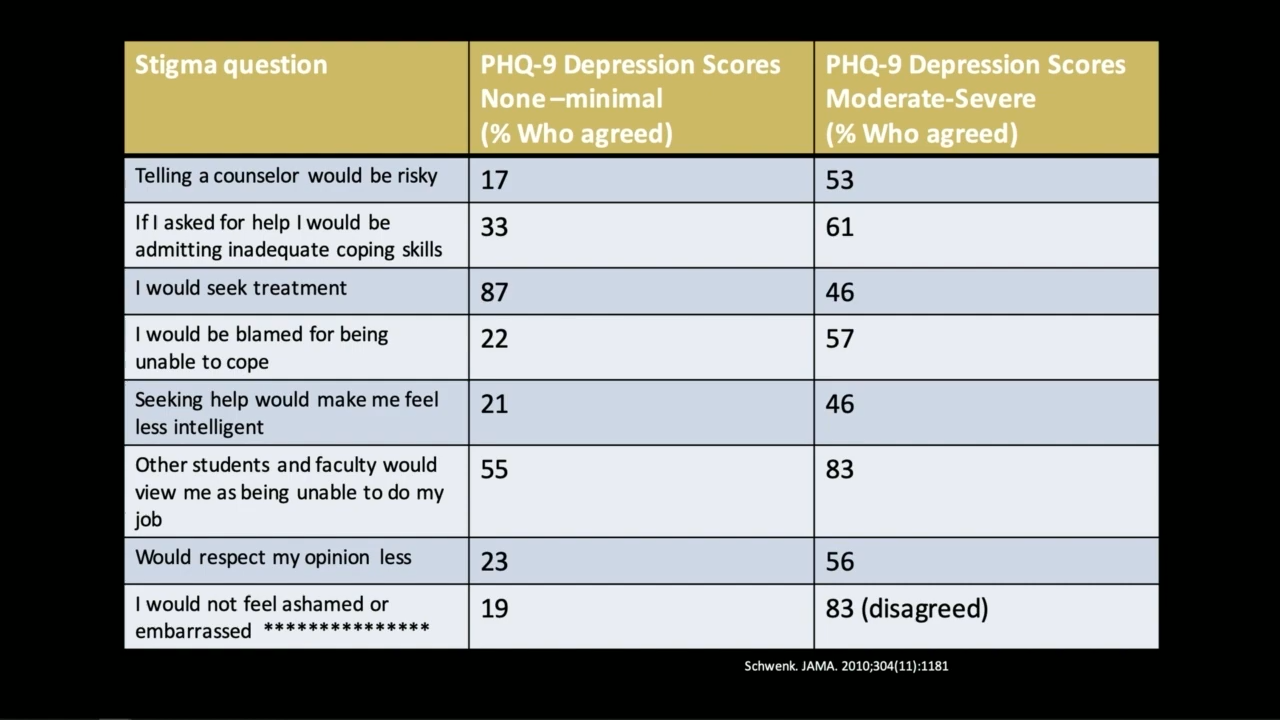 Stigma question
PHQ-9 Depression Scores
None –minimal
(% Who agreed)
PHQ-9 Depression Scores
Moderate-Severe
(% Who agreed)
Telling a counselor would be risky
17
53
If I asked for help I would be
admitting inadequate coping skills
33
61
I would seek treatment
87
46
I would be blamed for being
unable to cope
22
57
Seeking help would make me feel
less intelligent
21
46
Other students and faculty would
view me as being unable to do my
job
55
83
Would respect my opinion less
23
56
I would not feel ashamed or
embarrassed ***************
19
83 (disagreed)
Schwenk. JAMA. 2010;304(11):1181